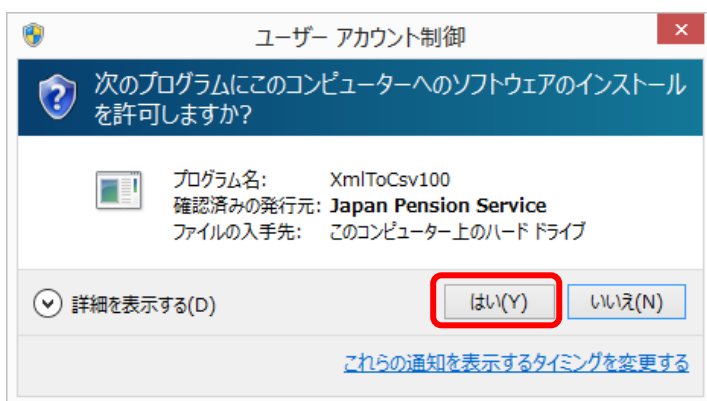 ユーザー アカウント制御
次のプログラムにこのコンピューターへのソフトウェアのインストール
を許可しますか?
プログラム名: XmlToCsv100
確認済みの発行元: Japan Pension Service
ファイルの入手先: このコンピューター上のハード ドライブ
詳細を表示する(D)
はい(Y)
いいえ(N)
これらの通知を表示するタイミングを変更する